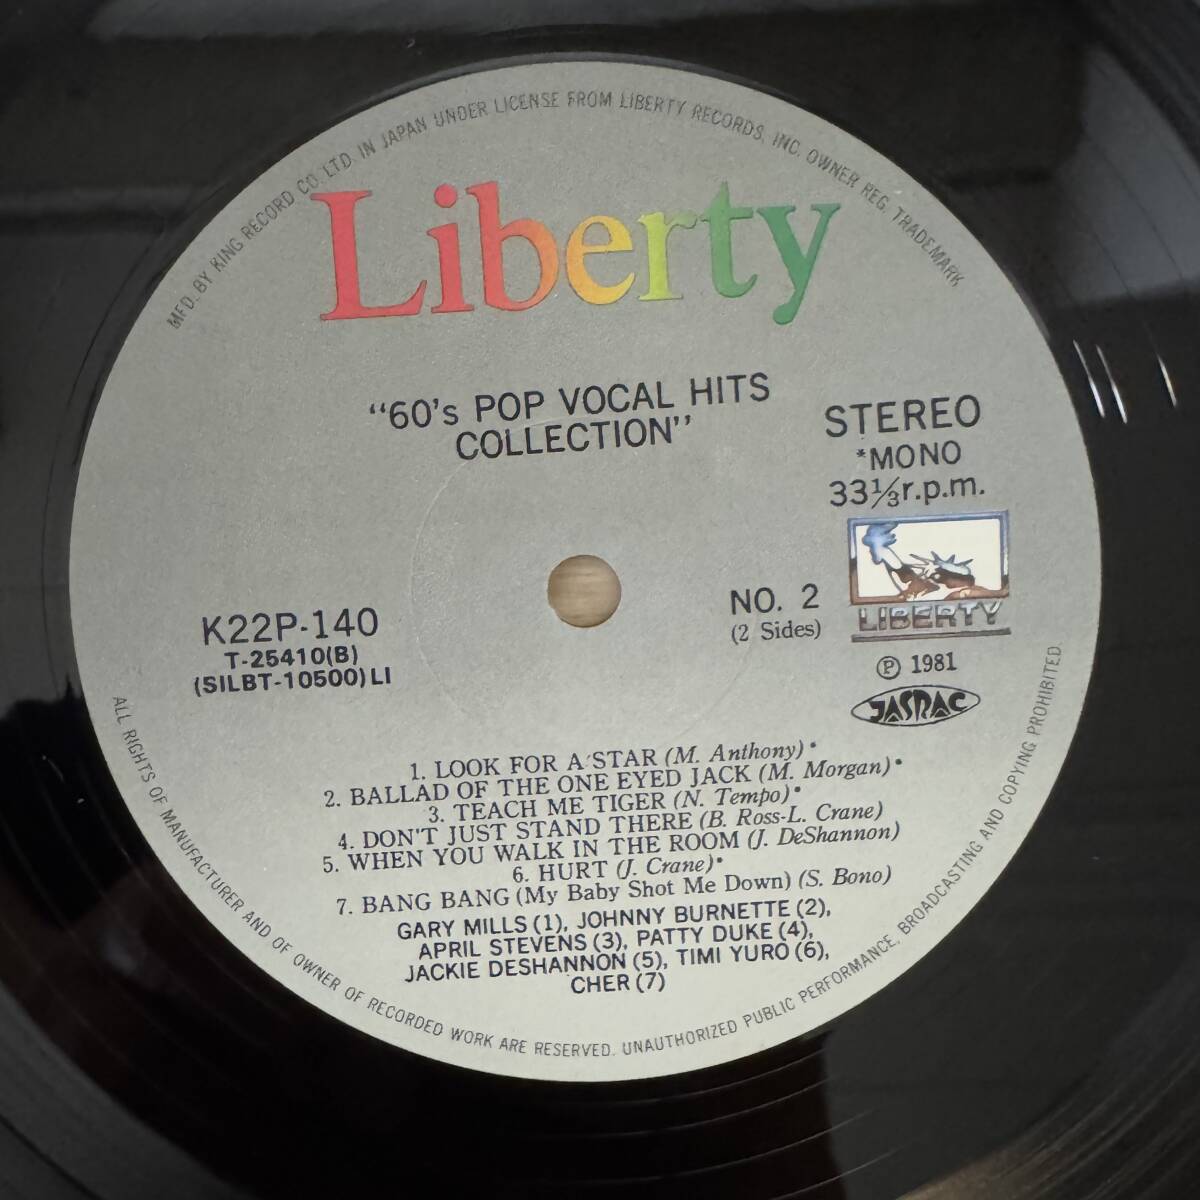 MFD. BY KING RECORD CO. LTD. IN JAPAN UNDER LICENSE FROM LIBERTY RECORDS, INC. OWNER REG. TRADEMARK
Liberty
"60's POP VOCAL HITS
COLLECTION"
STEREO
*MONO
33⅓r.p.m.
LIBERTY
NO. 2
(2 Sides)
Ⓟ 1981
JASRAC
K22P-140
T-25410(B)
(SILBT-10500)LI
1. LOOK FOR A STAR (M. Anthony)*
2. BALLAD OF THE ONE EYED JACK (M. Morgan)*
3. TEACH ME TIGER (N. Tempo)*
4. DON'T JUST STAND THERE (B. Ross-L. Crane)
5. WHEN YOU WALK IN THE ROOM (J. DeShannon)
6. HURT (J. Crane)*
7. BANG BANG (My Baby Shot Me Down) (S. Bono)
GARY MILLS(1), JOHNNY BURNETTE(2),
APRIL STEVENS(3), PATTY DUKE(4),
JACKIE DESHANNON(5), TIMI YURO(6),
CHER(7)
ALL RIGHTS OF MANUFACTURER AND OF OWNER OF RECORDED WORK ARE RESERVED. UNAUTHORIZED PUBLIC PERFORMANCE, BROADCASTING AND COPYING PROHIBITED.